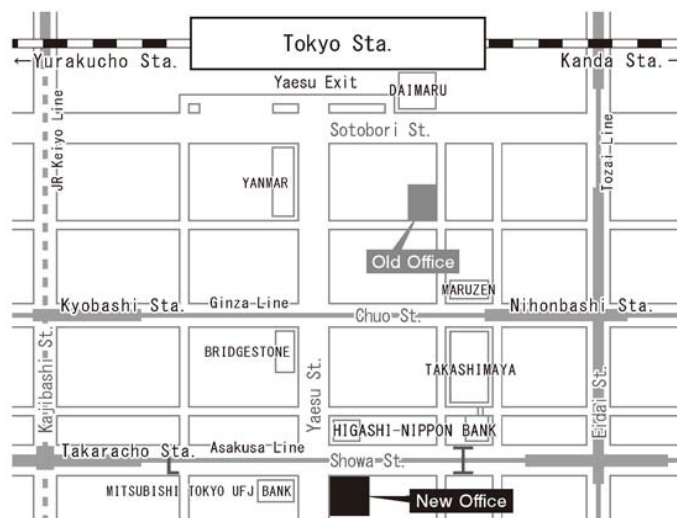 Tokyo Sta.
←Yurakucho Sta.
Kanda Sta.→
Yaesu Exit
DAIMARU
Sotobori St.
JR-Keiyo Line
Tozai-Line
YANMAR
Old Office
MARUZEN
Kyobashi Sta.
Ginza Line
Nihonbashi Sta.
Chuo St.
BRIDGESTONE
TAKASHIMAYA
Kajibashi St.
Yaesu St.
Eidai St.
HIGASHI-NIPPON BANK
Takaracho Sta.
Asakusa Line
Showa St.
MITSUBISHI TOKYO UFJ BANK
New Office